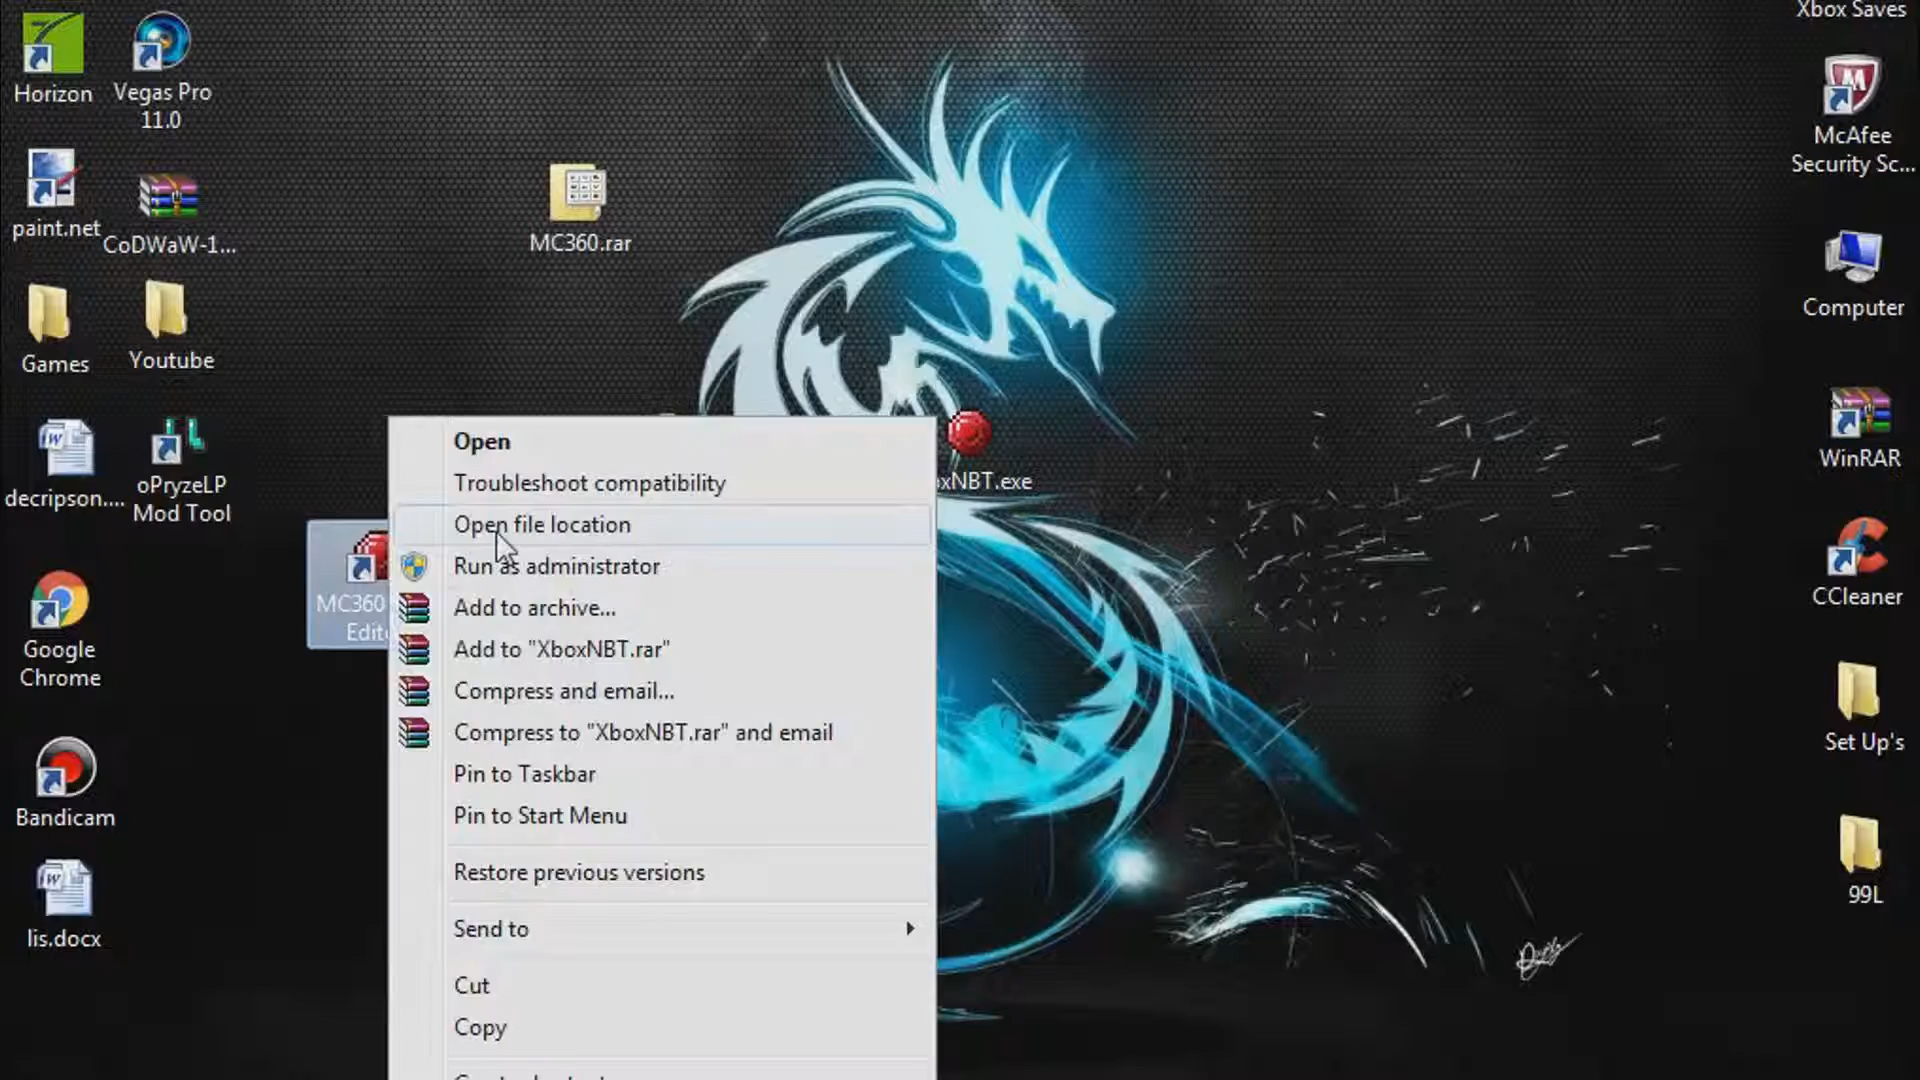 Horizon
Vegas Pro
11.0
paint.net
CoDWaW-1...
Games
Youtube
decripson....
oPryzeLP
Mod Tool
Google
Chrome
Bandicam
lis.docx
MC360.rar
MC360
Open
Troubleshoot compatibility
Open file location
Run as administrator
Add to archive...
Add to "XboxNBT.rar"
Compress and email...
Compress to "XboxNBT.rar" and email
Pin to Taskbar
Pin to Start Menu
Restore previous versions
Send to
Cut
Copy
oxNBT.exe
Xbox Saves
McAfee
Security Sc...
Computer
WinRAR
CCleaner
Set Up's
99L